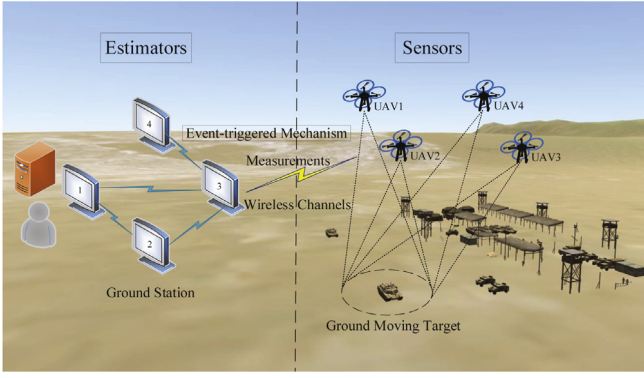 Estimators
Sensors
UAV1
UAV4
4
Event-triggered Mechanism
UAV2
UAV3
Measurements
3
1
Wireless Channels
2
Ground Station
Ground Moving Target